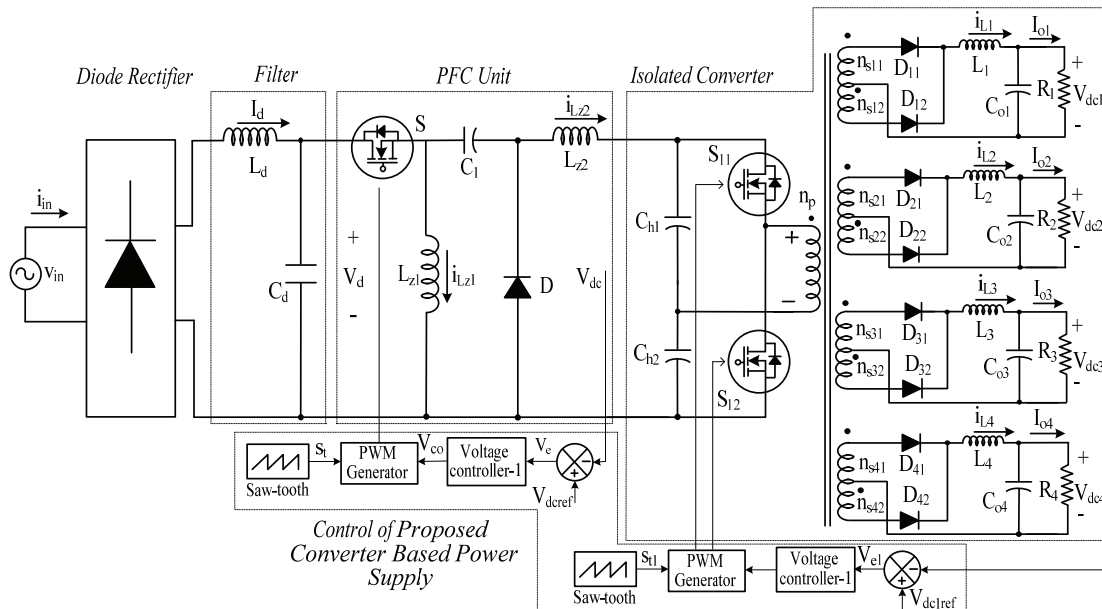 Diode Rectifier
Filter
PFC Unit
Isolated Converter
i_in
v_in
I_d
L_d
C_d
+
V_d
-
S
C_1
i_Lz2
L_z2
L_z1
i_Lz1
D
V_dc
C_h1
C_h2
S_11
S_12
n_p
+
−
n_s11
n_s12
D_11
D_12
i_L1
L_1
I_o1
C_o1
R_1
+
V_dc1
-
n_s21
n_s22
D_21
D_22
i_L2
L_2
I_o2
C_o2
R_2
+
V_dc2
-
n_s31
n_s32
D_31
D_32
i_L3
L_3
I_o3
C_o3
R_3
+
V_dc3
-
n_s41
n_s42
D_41
D_42
i_L4
L_4
I_o4
C_o4
R_4
+
V_dc4
-
Saw-tooth
s_t
PWM
Generator
V_co
Voltage
controller-1
V_e
-
+
V_dcref
Control of Proposed
Converter Based Power
Supply
Saw-tooth
s_t1
PWM
Generator
Voltage
controller-1
V_e1
-
+
V_dc1ref